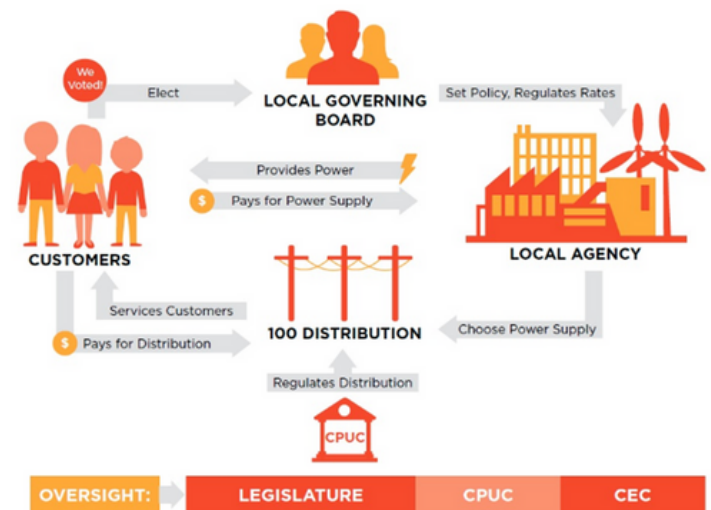 We
Voted!
Elect
LOCAL GOVERNING
BOARD
Set Policy, Regulates Rates
Provides Power
$ Pays for Power Supply
CUSTOMERS
LOCAL AGENCY
Services Customers
100 DISTRIBUTION
Choose Power Supply
$ Pays for Distribution
Regulates Distribution
CPUC
OVERSIGHT: LEGISLATURE CPUC CEC